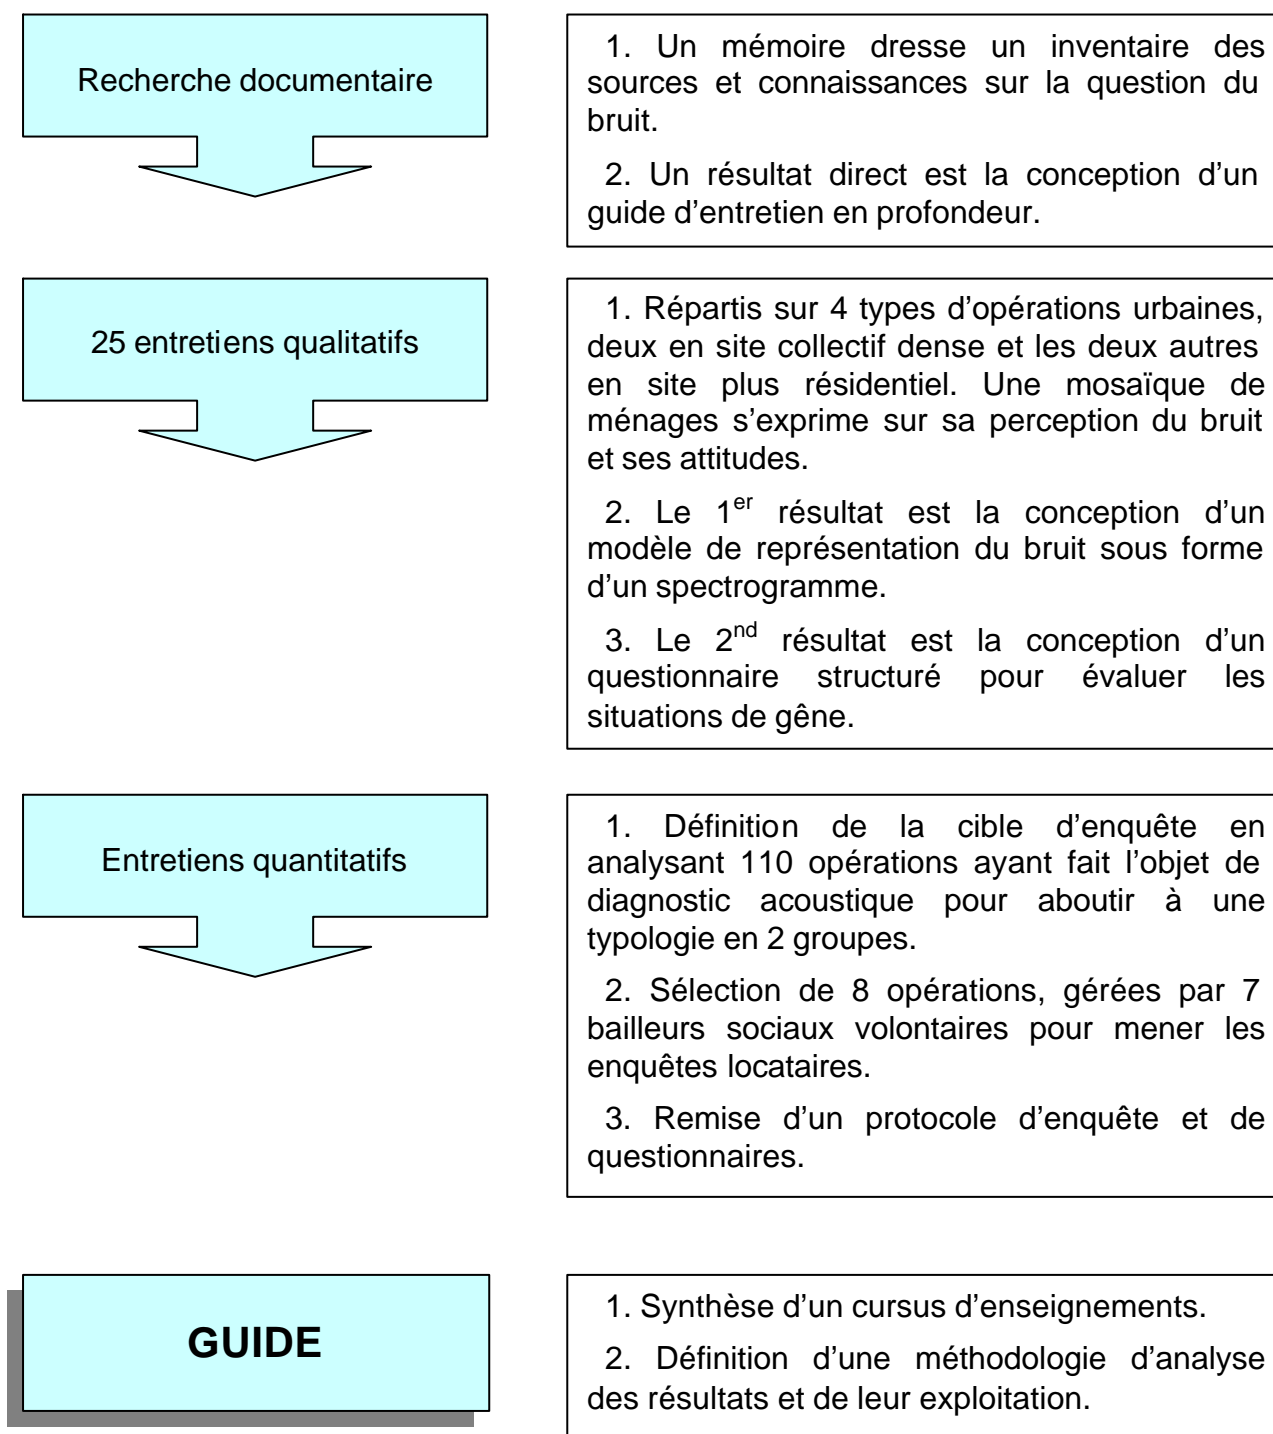 Recherche documentaire
1. Un mémoire dresse un inventaire des
sources et connaissances sur la question du
bruit.
2. Un résultat direct est la conception d’un
guide d’entretien en profondeur.
25 entretiens qualitatifs
1. Répartis sur 4 types d’opérations urbaines,
deux en site collectif dense et les deux autres
en site plus résidentiel. Une mosaïque de
ménages s’exprime sur sa perception du bruit
et ses attitudes.
2. Le 1er résultat est la conception d’un
modèle de représentation du bruit sous forme
d’un spectrogramme.
3. Le 2nd résultat est la conception d’un
questionnaire structuré pour évaluer les
situations de gêne.
Entretiens quantitatifs
1. Définition de la cible d’enquête en
analysant 110 opérations ayant fait l’objet de
diagnostic acoustique pour aboutir à une
typologie en 2 groupes.
2. Sélection de 8 opérations, gérées par 7
bailleurs sociaux volontaires pour mener les
enquêtes locataires.
3. Remise d’un protocole d’enquête et de
questionnaires.
GUIDE
1. Synthèse d’un cursus d’enseignements.
2. Définition d’une méthodologie d’analyse
des résultats et de leur exploitation.